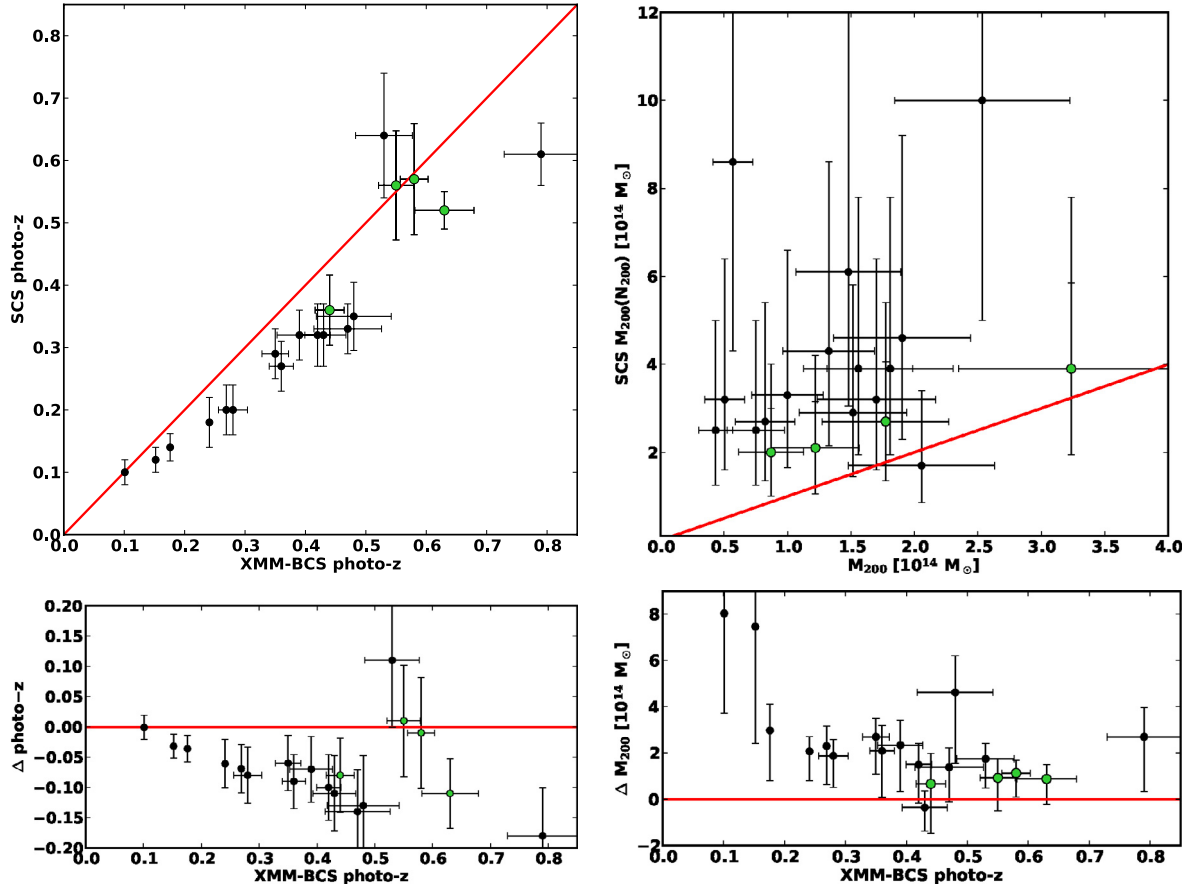 0.8
0.7
0.6
0.5
0.4
0.3
0.2
0.1
0.0
SCS photo-z
0.0 0.1 0.2 0.3 0.4 0.5 0.6 0.7 0.8
XMM-BCS photo-z
12
10
8
6
4
2
SCS M200(N200) [10^14 M⊙]
0.0 0.5 1.0 1.5 2.0 2.5 3.0 3.5 4.0
M200 [10^14 M⊙]
0.20
0.15
0.10
0.05
0.00
−0.05
−0.10
−0.15
−0.20
Δ photo−z
0.0 0.1 0.2 0.3 0.4 0.5 0.6 0.7 0.8
XMM-BCS photo-z
8
6
4
2
0
−2
Δ M200 [10^14 M⊙]
0.0 0.1 0.2 0.3 0.4 0.5 0.6 0.7 0.8
XMM-BCS photo-z